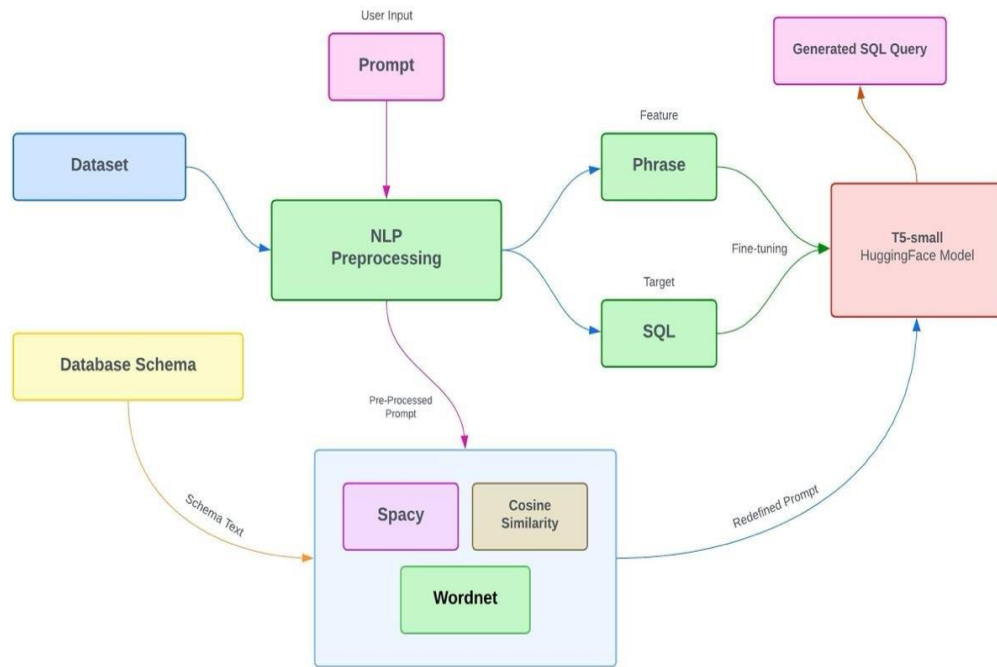 User Input
Prompt
Generated SQL Query
Dataset
Feature
Phrase
NLP
Preprocessing
T5-small
HuggingFace Model
Fine-tuning
Target
SQL
Database Schema
Pre-Processed
Prompt
Schema Text
Redefined Prompt
Spacy
Cosine
Similarity
Wordnet